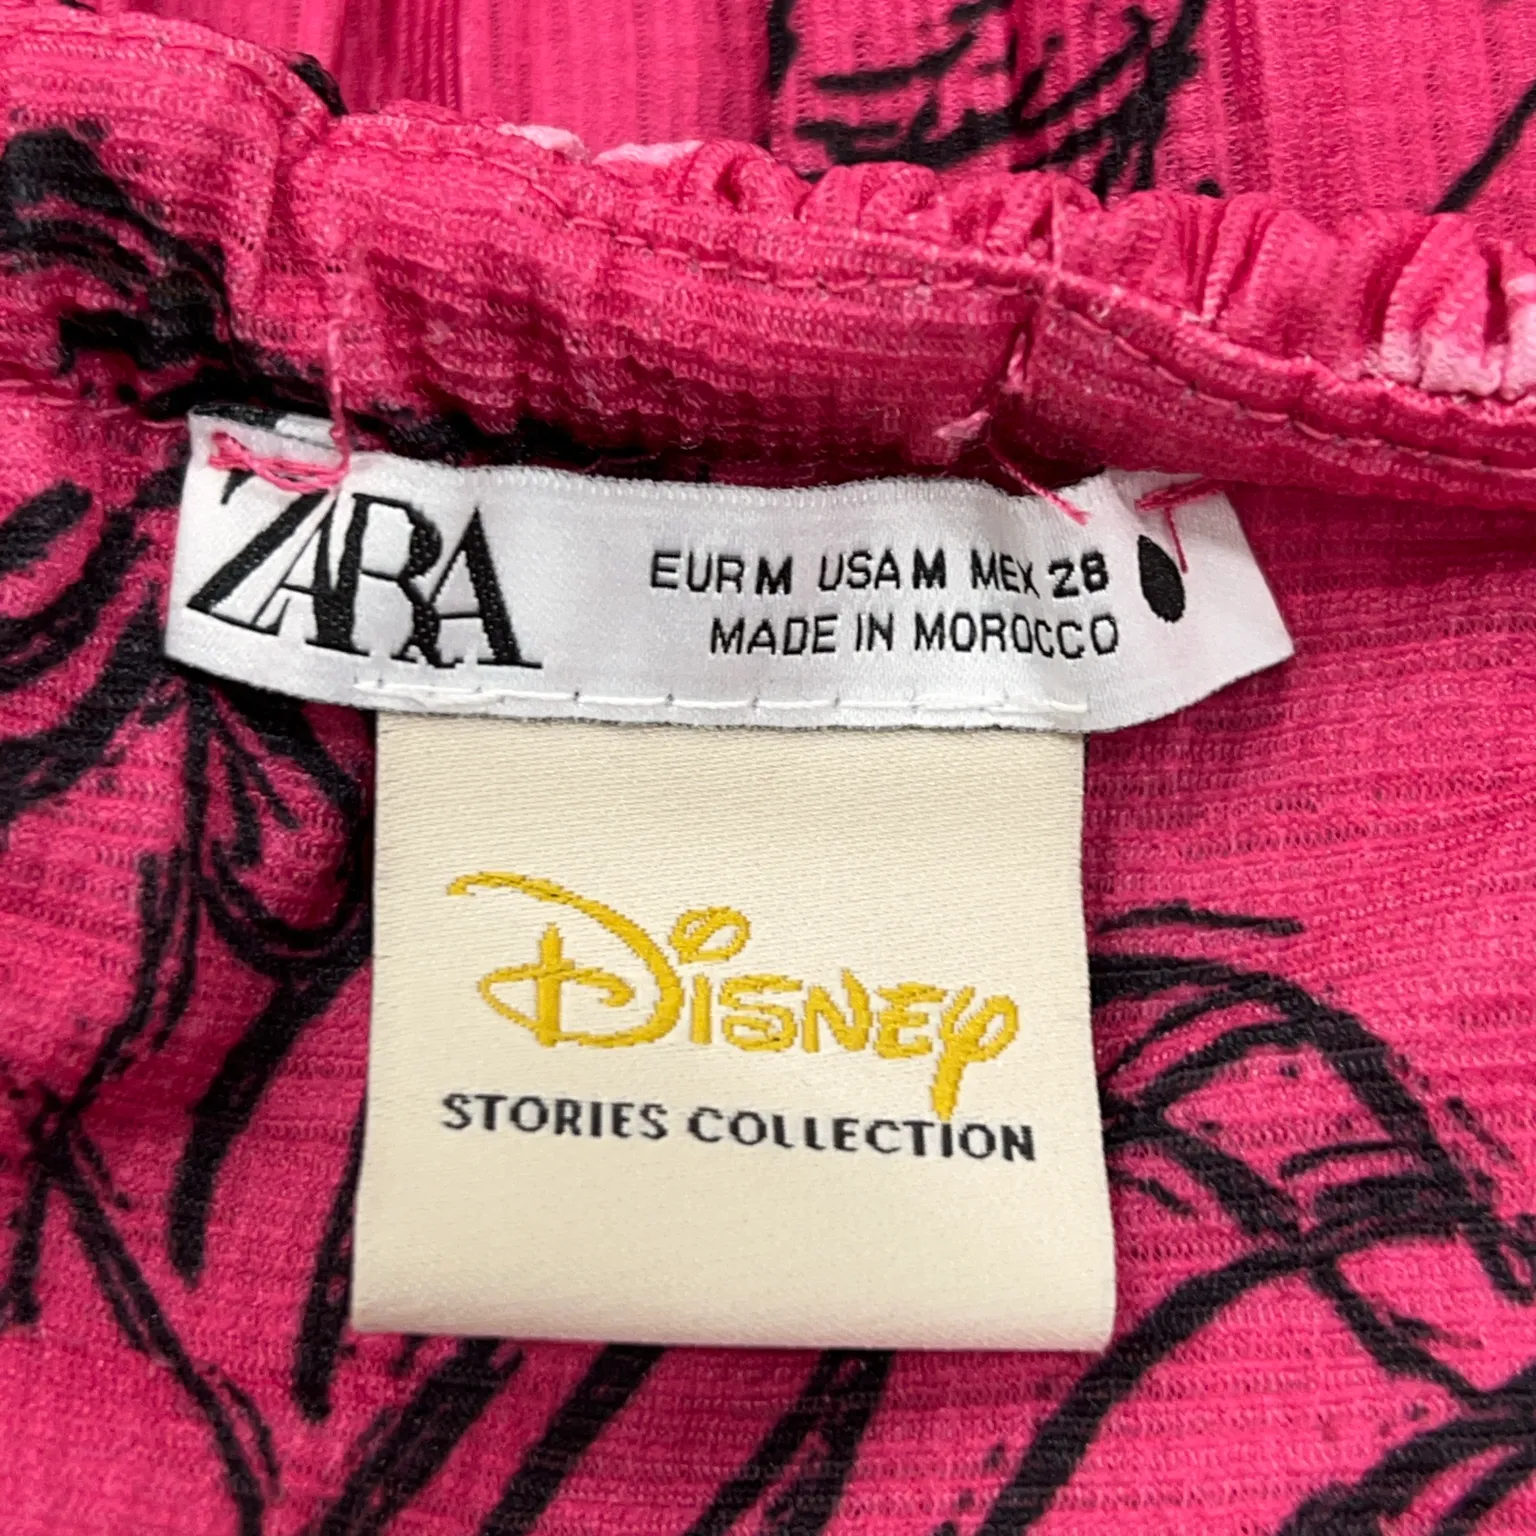 ZARA
EUR M USA M MEX 28
MADE IN MOROCCO
Disney
STORIES COLLECTION